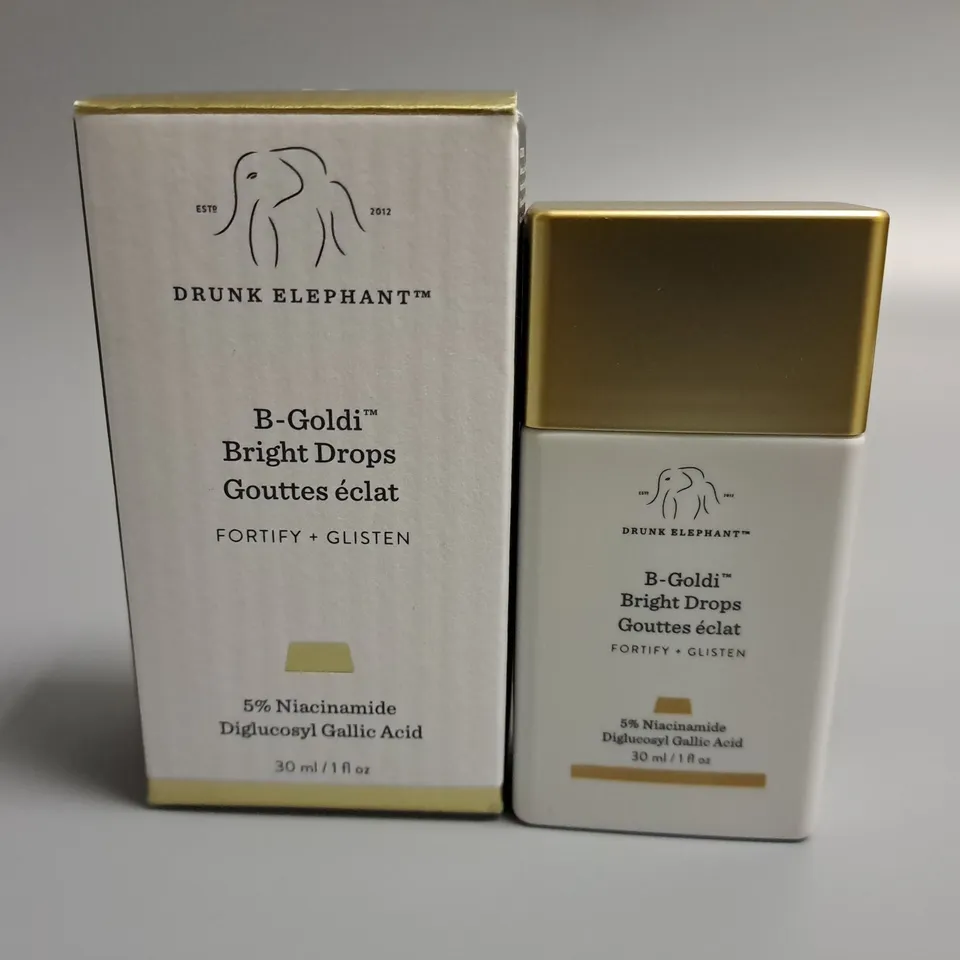 ESTD 2012
DRUNK ELEPHANT™
B-Goldi™
Bright Drops
Gouttes éclat
FORTIFY + GLISTEN
5% Niacinamide
Diglucosyl Gallic Acid
30 ml / 1 fl oz
ESTD 2012
DRUNK ELEPHANT™
B-Goldi™
Bright Drops
Gouttes éclat
FORTIFY + GLISTEN
5% Niacinamide
Diglucosyl Gallic Acid
30 ml / 1 fl oz